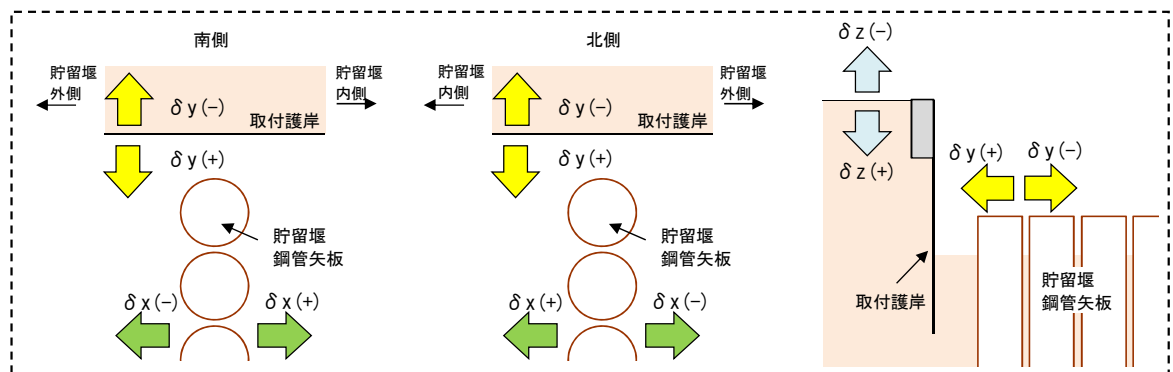 南側
貯留堰
外側
貯留堰
内側
δy(−)
取付護岸
δy(+)
貯留堰
鋼管矢板
δx(−)
δx(+)
北側
貯留堰
内側
貯留堰
外側
δy(−)
取付護岸
δy(+)
貯留堰
鋼管矢板
δx(+)
δx(−)
δz(−)
δz(+)
δy(+)
δy(−)
取付護岸
貯留堰
鋼管矢板